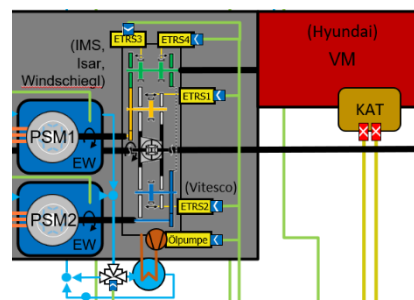 ETRS3
ETRS4
(IMS,
Isar,
Windschiegl)
(Hyundai)
VM
KAT
ETRS1
PSM1
EW
(Vitesco)
ETRS2
PSM2
EW
Ölpumpe